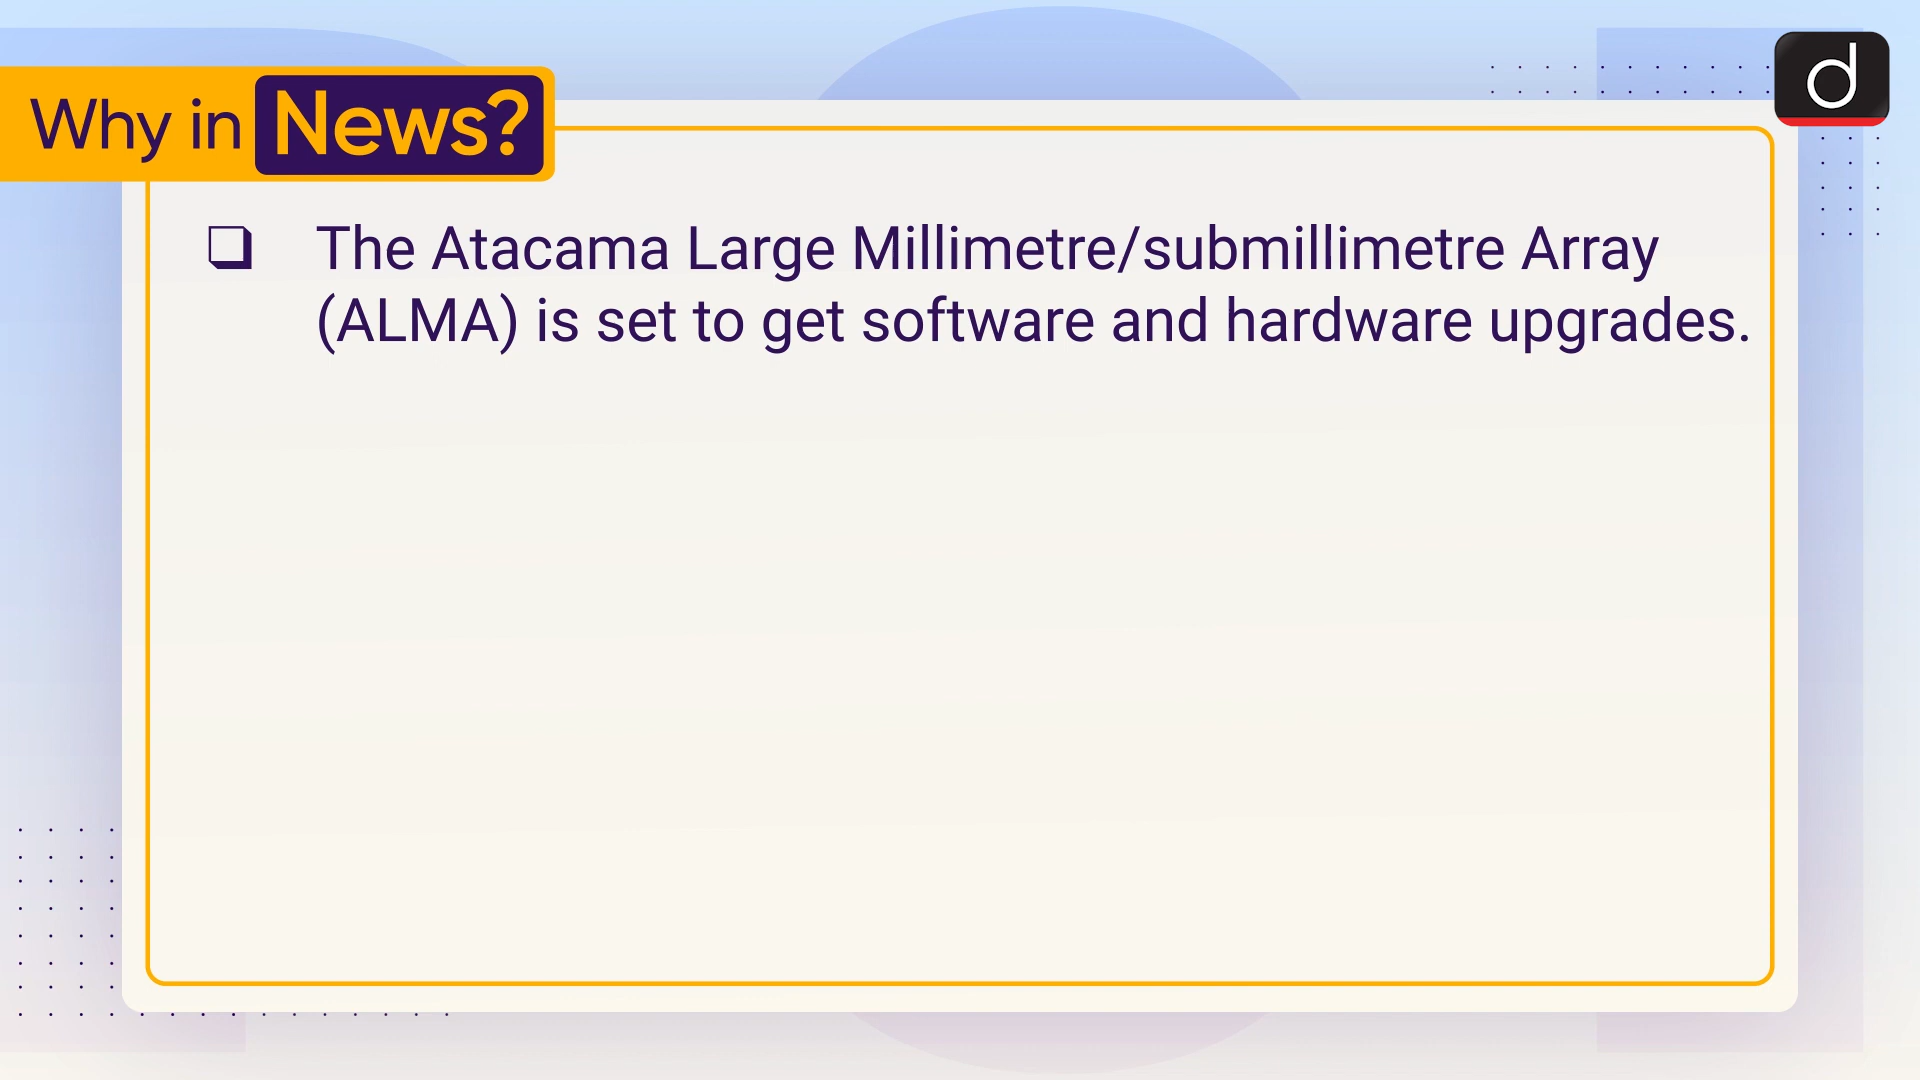 Why in News?
d
❑ The Atacama Large Millimetre/submillimetre Array
(ALMA) is set to get software and hardware upgrades.